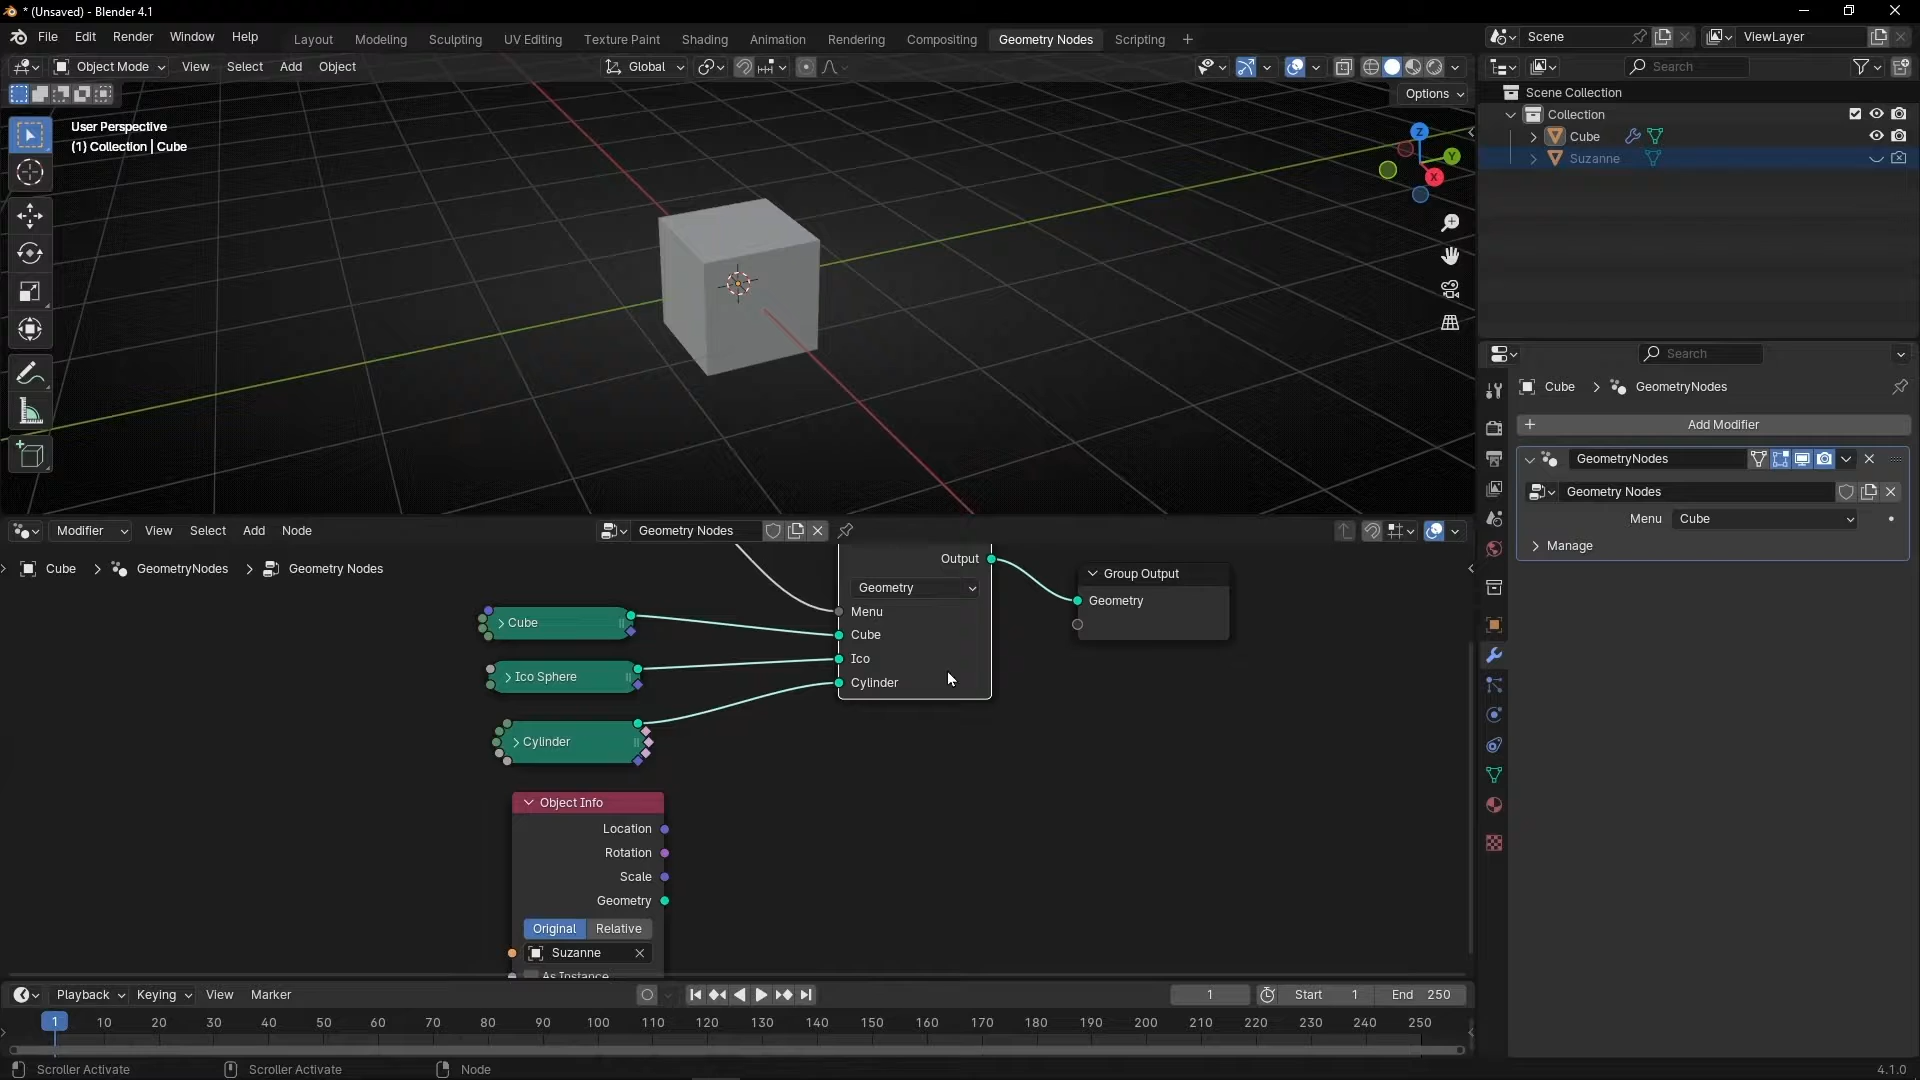 * (Unsaved) - Blender 4.1
File Edit Render Window Help
Layout Modeling Sculpting UV Editing Texture Paint Shading Animation Rendering Compositing Geometry Nodes Scripting
Scene
ViewLayer
Object Mode View Select Add Object
Global
Options
Search
User Perspective
(1) Collection | Cube
Z
Y
X
Scene Collection
Collection
Cube
Suzanne
Search
Cube > GeometryNodes
Add Modifier
GeometryNodes
Geometry Nodes
Menu Cube
Manage
Modifier View Select Add Node
Geometry Nodes
Cube > GeometryNodes > Geometry Nodes
Output
Geometry
Menu
Cube
Ico
Cylinder
Group Output
Geometry
Cube
Ico Sphere
Cylinder
Object Info
Location
Rotation
Scale
Geometry
Original Relative
Suzanne
As Instance
Playback Keying View Marker
1
Start 1
End 250
1 10 20 30 40 50 60 70 80 90 100 110 120 130 140 150 160 170 180 190 200 210 220 230 240 250
Scroller Activate
Scroller Activate
Node
4.1.0